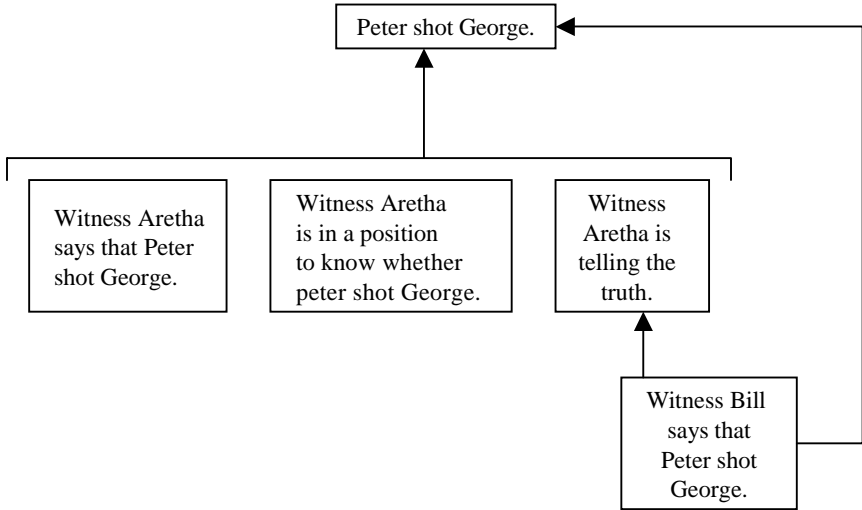 Peter shot George.
Witness Aretha
says that Peter
shot George.
Witness Aretha
is in a position
to know whether
peter shot George.
Witness
Aretha is
telling the
truth.
Witness Bill
says that
Peter shot
George.